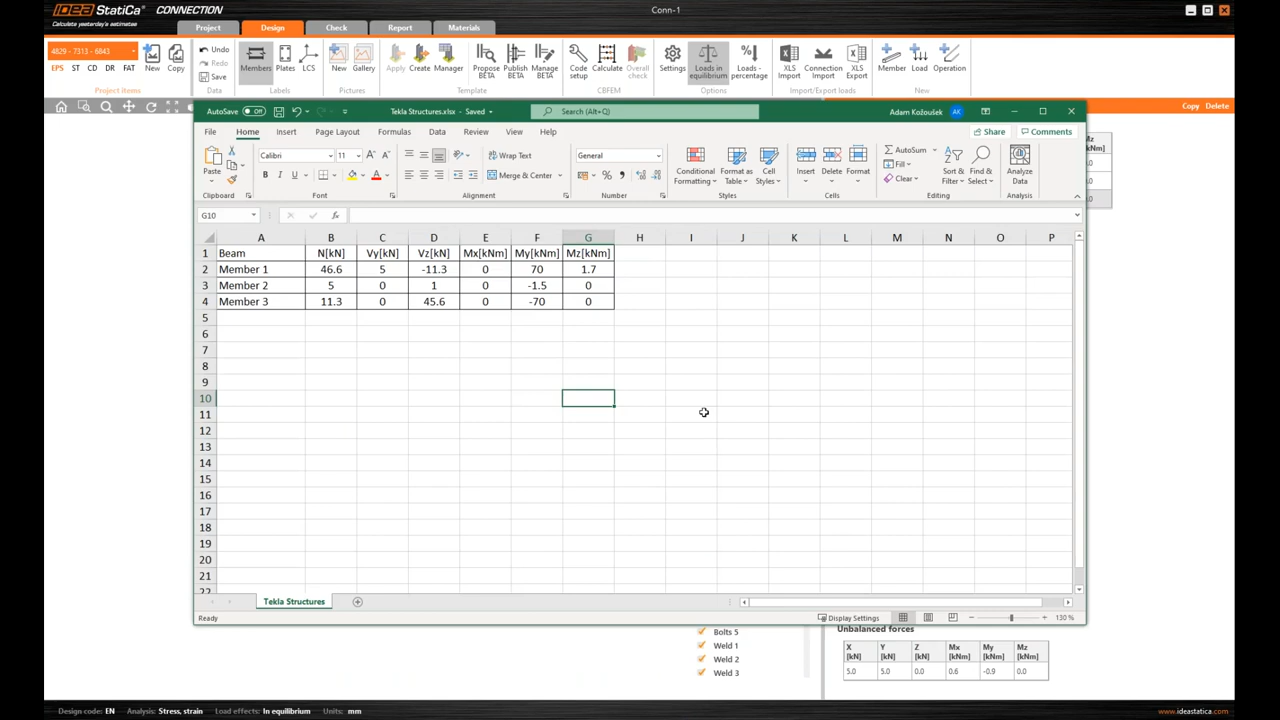 IDEA StatiCa CONNECTION
Calculate yesterday's estimates
Conn-1
Project Design Check Report Materials
4829 - 7313 - 6843
EPS ST CD DR FAT
New Copy
Undo
Redo
Save
Members Plates LCS
New Gallery
Apply Create Manager
Propose BETA Publish BETA Manage BETA
Code setup Calculate Overall check
Settings Loads in equilibrium Loads - percentage
XLS Import Connection Import XLS Export
Member Load Operation
Project items Data Labels Pictures Template CBFEM Options Import/Export loads New
Copy Delete
AutoSave Off Tekla Structures.xlsx - Saved Search (Alt+Q) Adam Kožoušek AK
File Home Insert Page Layout Formulas Data Review View Help Share Comments
Paste
Calibri 11
B I U
Wrap Text
Merge & Center
General
Conditional Formatting Format as Table Cell Styles
Insert Delete Format
AutoSum
Fill
Clear
Sort & Filter Find & Select
Analyze Data
Clipboard Font Alignment Number Styles Cells Editing Analysis
G10 fx
A B C D E F G H I J K L M N O P
1 Beam N[kN] Vy[kN] Vz[kN] Mx[kNm] My[kNm] Mz[kNm]
2 Member 1 46.6 5 -11.3 0 70 1.7
3 Member 2 5 0 1 0 -1.5 0
4 Member 3 11.3 0 45.6 0 -70 0
5
6
7
8
9
10
11
12
13
14
15
16
17
18
19
20
21
22
Mz
[kNm]
.0
.0
.0
Tekla Structures
Ready Display Settings 130 %
Bolts 5
Weld 1
Weld 2
Weld 3
Unbalanced forces
X [kN] Y [kN] Z [kN] Mx [kNm] My [kNm] Mz [kNm]
5.0 5.0 0.0 0.6 -0.9 0.0
Design code: EN Analysis: Stress, strain Load effects: In equilibrium Units: mm www.ideastatica.com